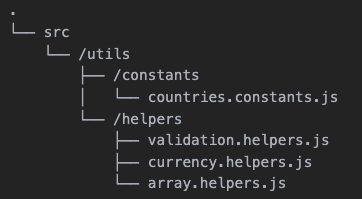 .
└── src
    └── /utils
        ├── /constants
        │   └── countries.constants.js
        └── /helpers
            ├── validation.helpers.js
            ├── currency.helpers.js
            └── array.helpers.js